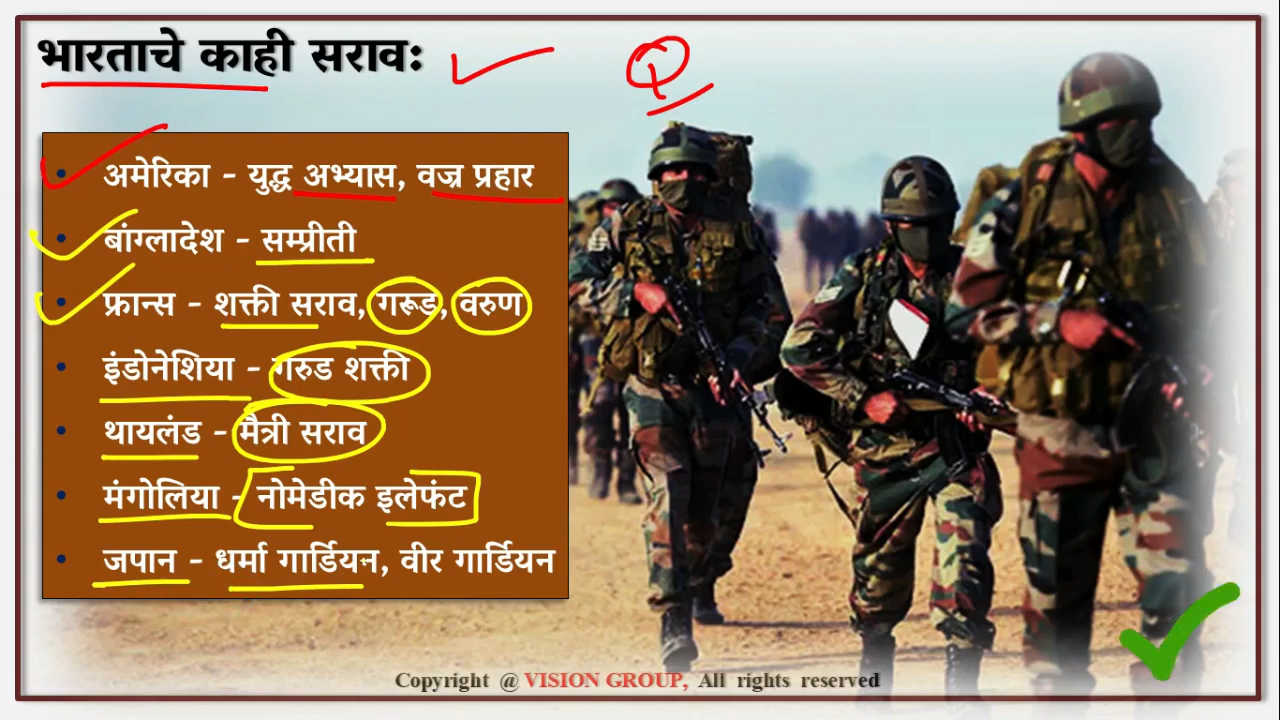 भारताचे काही सराव:
Q
• अमेरिका - युद्ध अभ्यास, वज्र प्रहार
• बांग्लादेश - सम्प्रीती
• फ्रान्स - शक्ती सराव, गरूड, वरुण
• इंडोनेशिया - गरुड शक्ती
• थायलंड - मैत्री सराव
• मंगोलिया - नोमेडीक इलेफंट
• जपान - धर्मा गार्डियन, वीर गार्डियन
Copyright @ VISION GROUP, All rights reserved